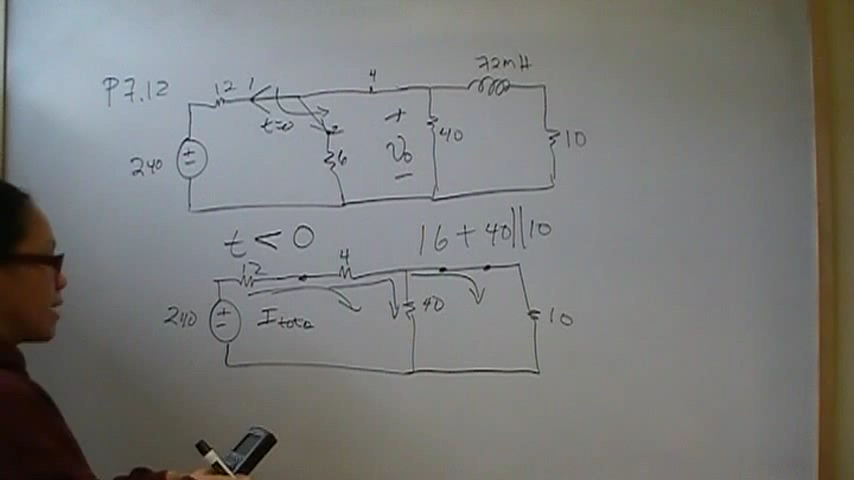 P7.12
12 1 4 72mH
t=0 2 +
240 + - 6 v₀ 40 10
-
t < 0 16 + 40||10
12 4
240 + - I total 40 10